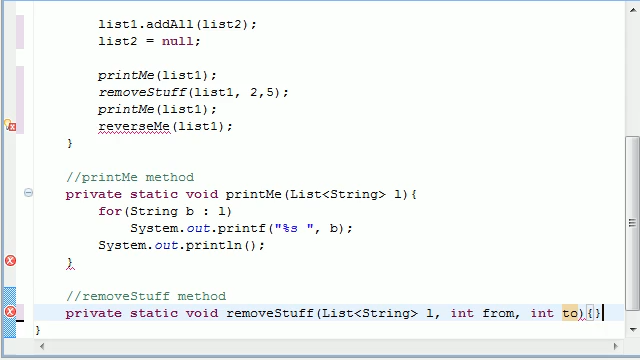 list1.addAll(list2);
list2 = null;
printMe(list1);
removeStuff(list1, 2,5);
printMe(list1);
reverseMe(list1);
}
//printMe method
private static void printMe(List<String> l){
for(String b : l)
System.out.printf("%s ", b);
System.out.println();
}
//removeStuff method
private static void removeStuff(List<String> l, int from, int to){}
}